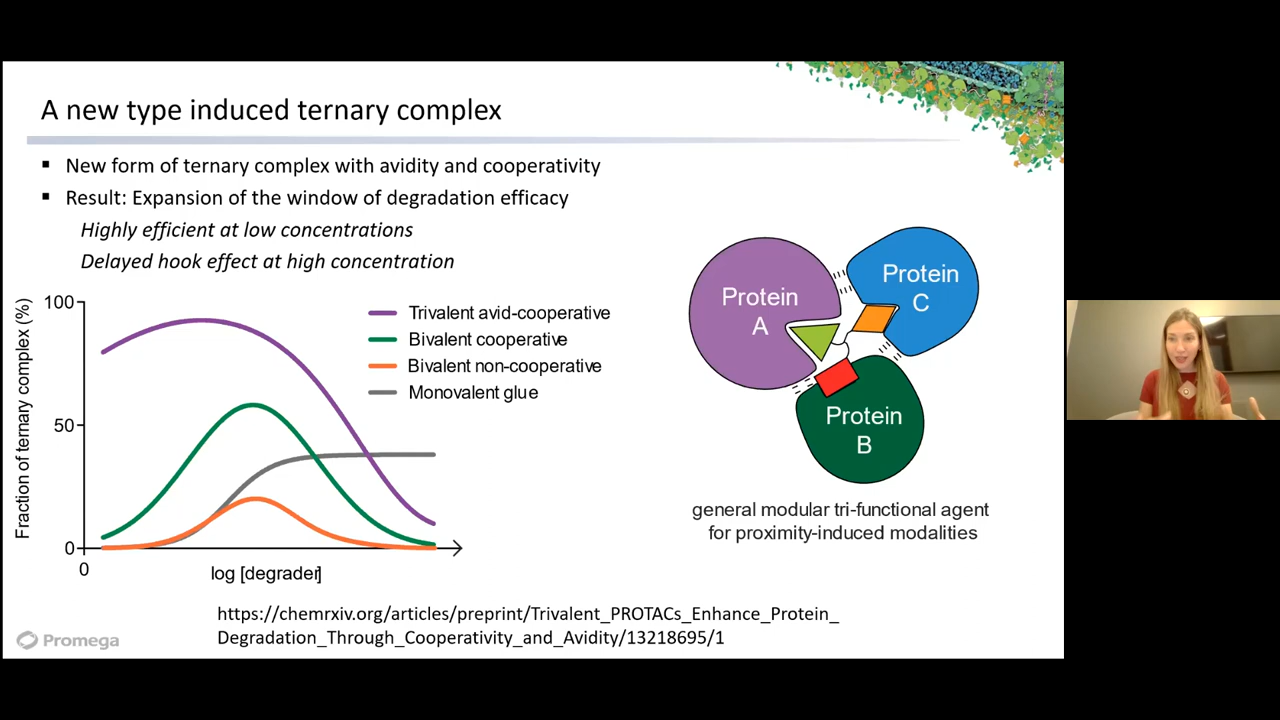 A new type induced ternary complex
New form of ternary complex with avidity and cooperativity
Result: Expansion of the window of degradation efficacy
Highly efficient at low concentrations
Delayed hook effect at high concentration
Fraction of ternary complex (%)
100
50
0
0
log [degrader]
Trivalent avid-cooperative
Bivalent cooperative
Bivalent non-cooperative
Monovalent glue
Protein
A
Protein
C
Protein
B
general modular tri-functional agent
for proximity-induced modalities
https://chemrxiv.org/articles/preprint/Trivalent_PROTACs_Enhance_Protein_
Degradation_Through_Cooperativity_and_Avidity/13218695/1
Promega